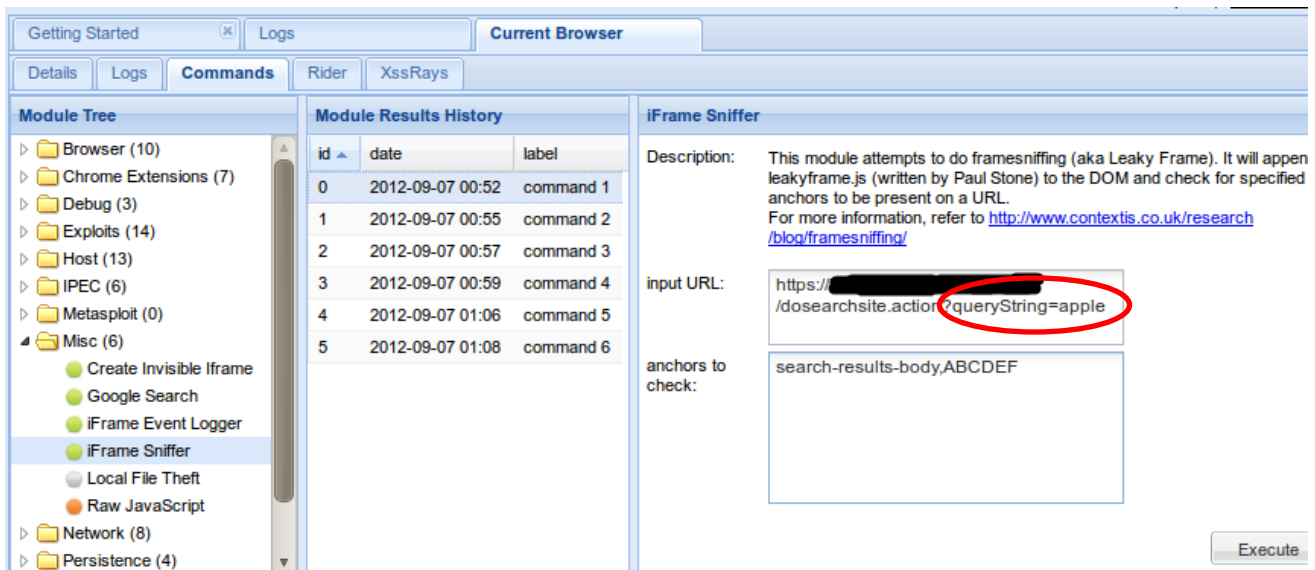 Getting Started
Logs
Current Browser
Details
Logs
Commands
Rider
XssRays
Module Tree
Browser (10)
Chrome Extensions (7)
Debug (3)
Exploits (14)
Host (13)
IPEC (6)
Metasploit (0)
Misc (6)
Create Invisible Iframe
Google Search
iFrame Event Logger
iFrame Sniffer
Local File Theft
Raw JavaScript
Network (8)
Persistence (4)
Module Results History
id date label
0 2012-09-07 00:52 command 1
1 2012-09-07 00:55 command 2
2 2012-09-07 00:57 command 3
3 2012-09-07 00:59 command 4
4 2012-09-07 01:06 command 5
5 2012-09-07 01:08 command 6
iFrame Sniffer
Description: This module attempts to do framesniffing (aka Leaky Frame). It will appen
leakyframe.js (written by Paul Stone) to the DOM and check for specified
anchors to be present on a URL.
For more information, refer to http://www.contextis.co.uk/research
/blog/framesniffing/
input URL: https://
/dosearchsite.action?queryString=apple
anchors to
check:
search-results-body,ABCDEF
Execute